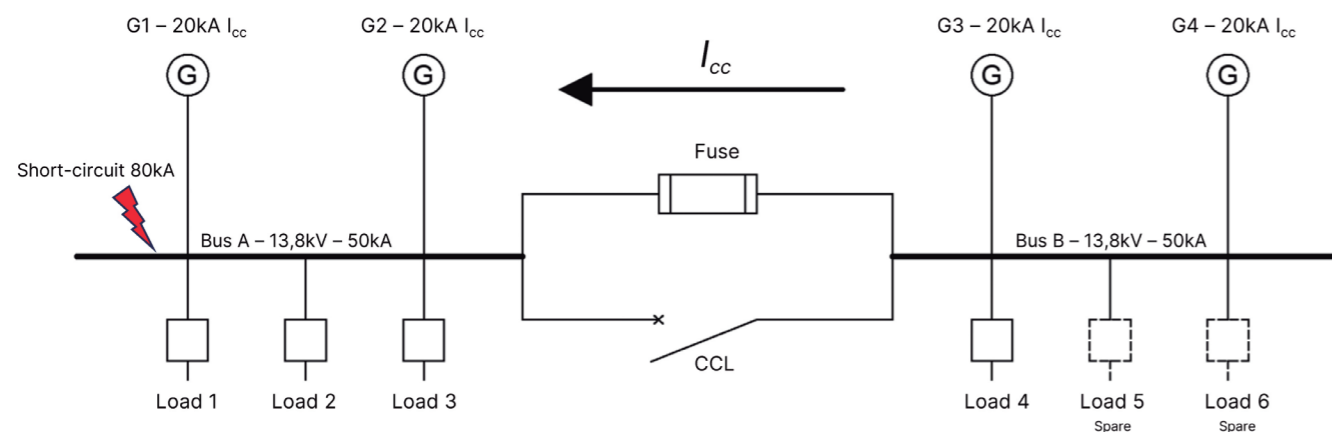 G1 – 20kA Icc
G2 – 20kA Icc
G3 – 20kA Icc
G4 – 20kA Icc
Icc
G
G
G
G
Fuse
Short-circuit 80kA
Bus A – 13,8kV – 50kA
Bus B – 13,8kV – 50kA
CCL
Load 1
Load 2
Load 3
Load 4
Load 5
Spare
Load 6
Spare